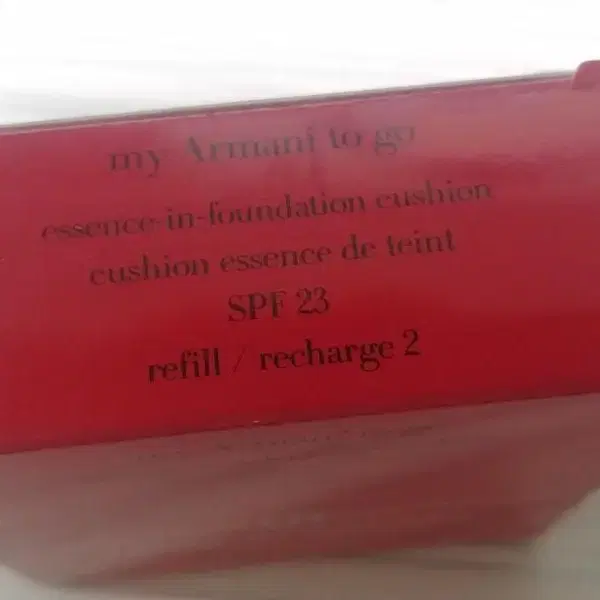 my Armani to go
essence-in-foundation cushion
cushion essence de teint
SPF 23
refill / recharge 2